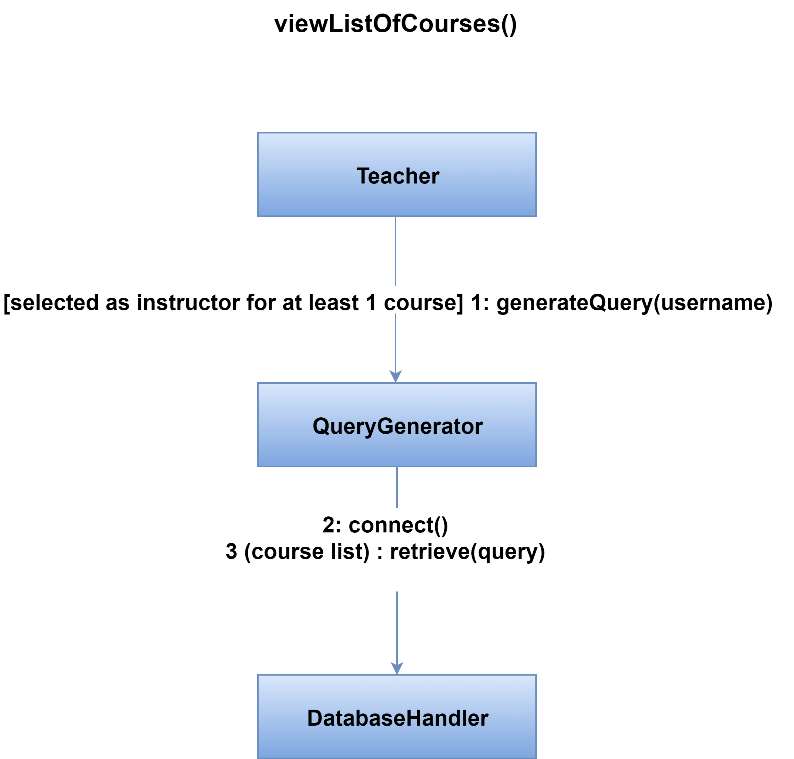 viewListOfCourses()
Teacher
[selected as instructor for at least 1 course] 1: generateQuery(username)
QueryGenerator
2: connect()
3 (course list) : retrieve(query)
DatabaseHandler